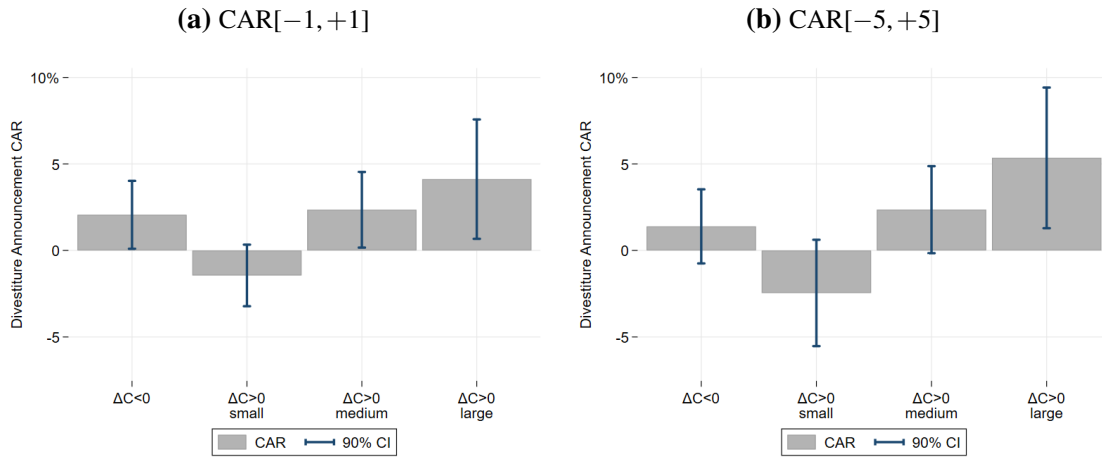 (a) CAR[−1,+1]
Divestiture Announcement CAR
10%
5
0
-5
ΔC<0
ΔC>0
small
ΔC>0
medium
ΔC>0
large
CAR
90% CI
(b) CAR[−5,+5]
Divestiture Announcement CAR
10%
5
0
-5
ΔC<0
ΔC>0
small
ΔC>0
medium
ΔC>0
large
CAR
90% CI